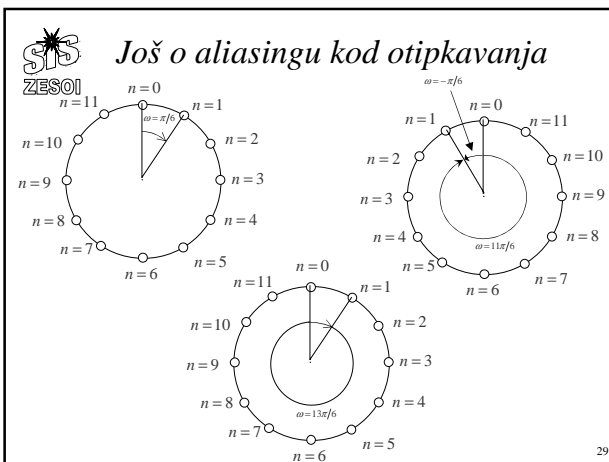 SIS
ZESOI
Još o aliasingu kod otipkavanja
n=0
n=1
n=2
n=3
n=4
n=5
n=6
n=7
n=8
n=9
n=10
n=11
ω=π/6
ω=−π/6
n=0
n=11
n=10
n=9
n=8
n=7
n=6
n=5
n=4
n=3
n=2
n=1
ω=11π/6
n=0
n=1
n=2
n=3
n=4
n=5
n=6
n=7
n=8
n=9
n=10
n=11
ω=13π/6
29